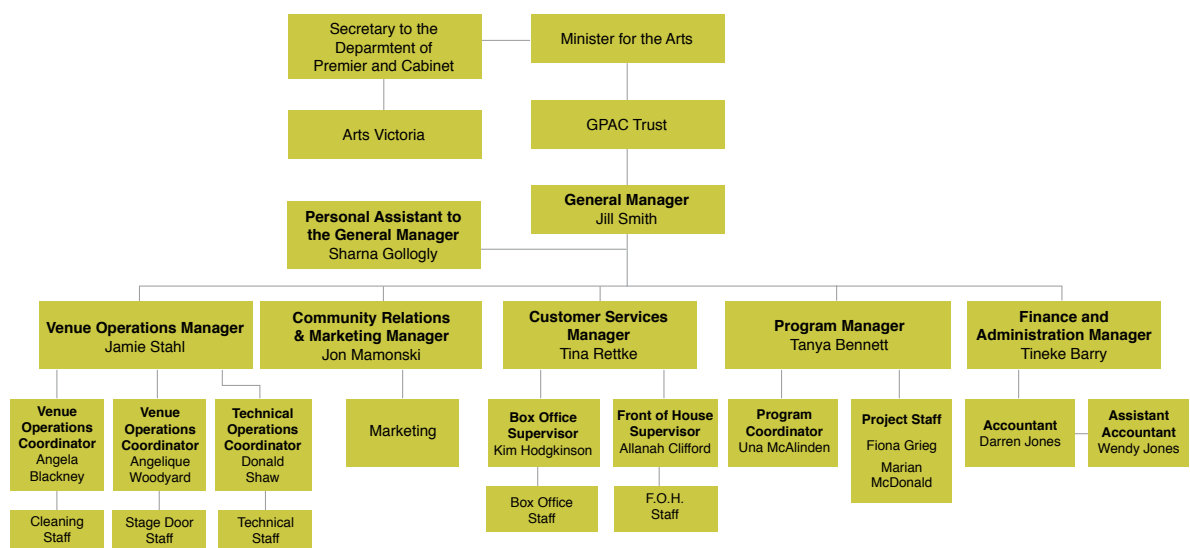 Secretary to the
Deparmtent of
Premier and Cabinet
Minister for the Arts
Arts Victoria
GPAC Trust
General Manager
Jill Smith
Personal Assistant to
the General Manager
Sharna Gollogly
Venue Operations Manager
Jamie Stahl
Community Relations
& Marketing Manager
Jon Mamonski
Customer Services
Manager
Tina Rettke
Program Manager
Tanya Bennett
Finance and
Administration Manager
Tineke Barry
Venue
Operations
Coordinator
Angela
Blackney
Venue
Operations
Coordinator
Angelique
Woodyard
Technical
Operations
Coordinator
Donald
Shaw
Marketing
Box Office
Supervisor
Kim Hodgkinson
Front of House
Supervisor
Allanah Clifford
Program
Coordinator
Una McAlinden
Project Staff
Fiona Grieg
Marian
McDonald
Accountant
Darren Jones
Assistant
Accountant
Wendy Jones
Cleaning
Staff
Stage Door
Staff
Technical
Staff
Box Office
Staff
F.O.H.
Staff